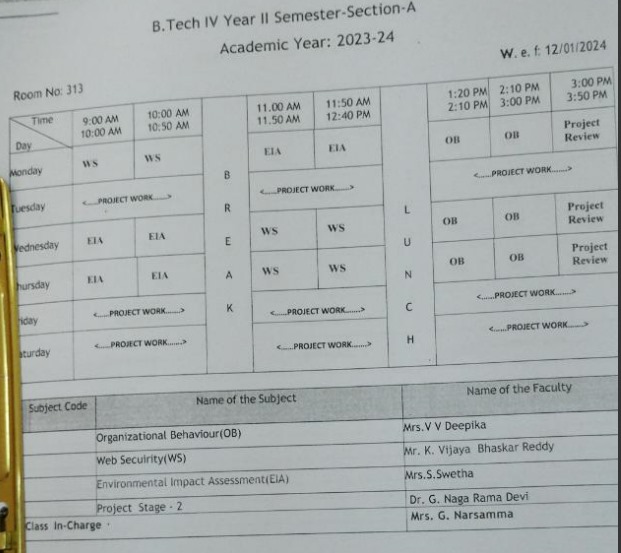 B.Tech IV Year II Semester-Section-A
Academic Year: 2023-24
W. e. f: 12/01/2024
Room No: 313
Time Day 9:00 AM 10:00 AM 10:00 AM 10:50 AM 11.00 AM 11.50 AM 11:50 AM 12:40 PM 1:20 PM 2:10 PM 2:10 PM 3:00 PM 3:00 PM 3:50 PM
Monday WS WS EIA EIA OB OB Project Review
Tuesday <.....PROJECT WORK.....> <.....PROJECT WORK.....> <......PROJECT WORK.......>
Wednesday EIA EIA WS WS OB OB Project Review
hursday EIA EIA WS WS OB OB Project Review
iday <......PROJECT WORK.......> <......PROJECT WORK.......> <......PROJECT WORK.......>
aturday <......PROJECT WORK.......> <......PROJECT WORK.......> <......PROJECT WORK.......>
B R E A K
L U N C H
Subject Code Name of the Subject Name of the Faculty
Organizational Behaviour(OB) Mrs.V V Deepika
Web Secuirity(WS) Mr. K. Vijaya Bhaskar Reddy
Environmental Impact Assessment(EIA) Mrs.S.Swetha
Project Stage - 2 Dr. G. Naga Rama Devi
Class In-Charge Mrs. G. Narsamma